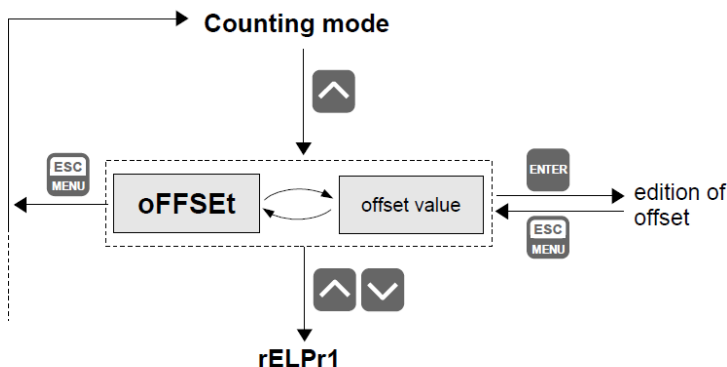 Counting mode
ESC
MENU
oFFSEt
offset value
ENTER
edition of
offset
ESC
MENU
rELPr1